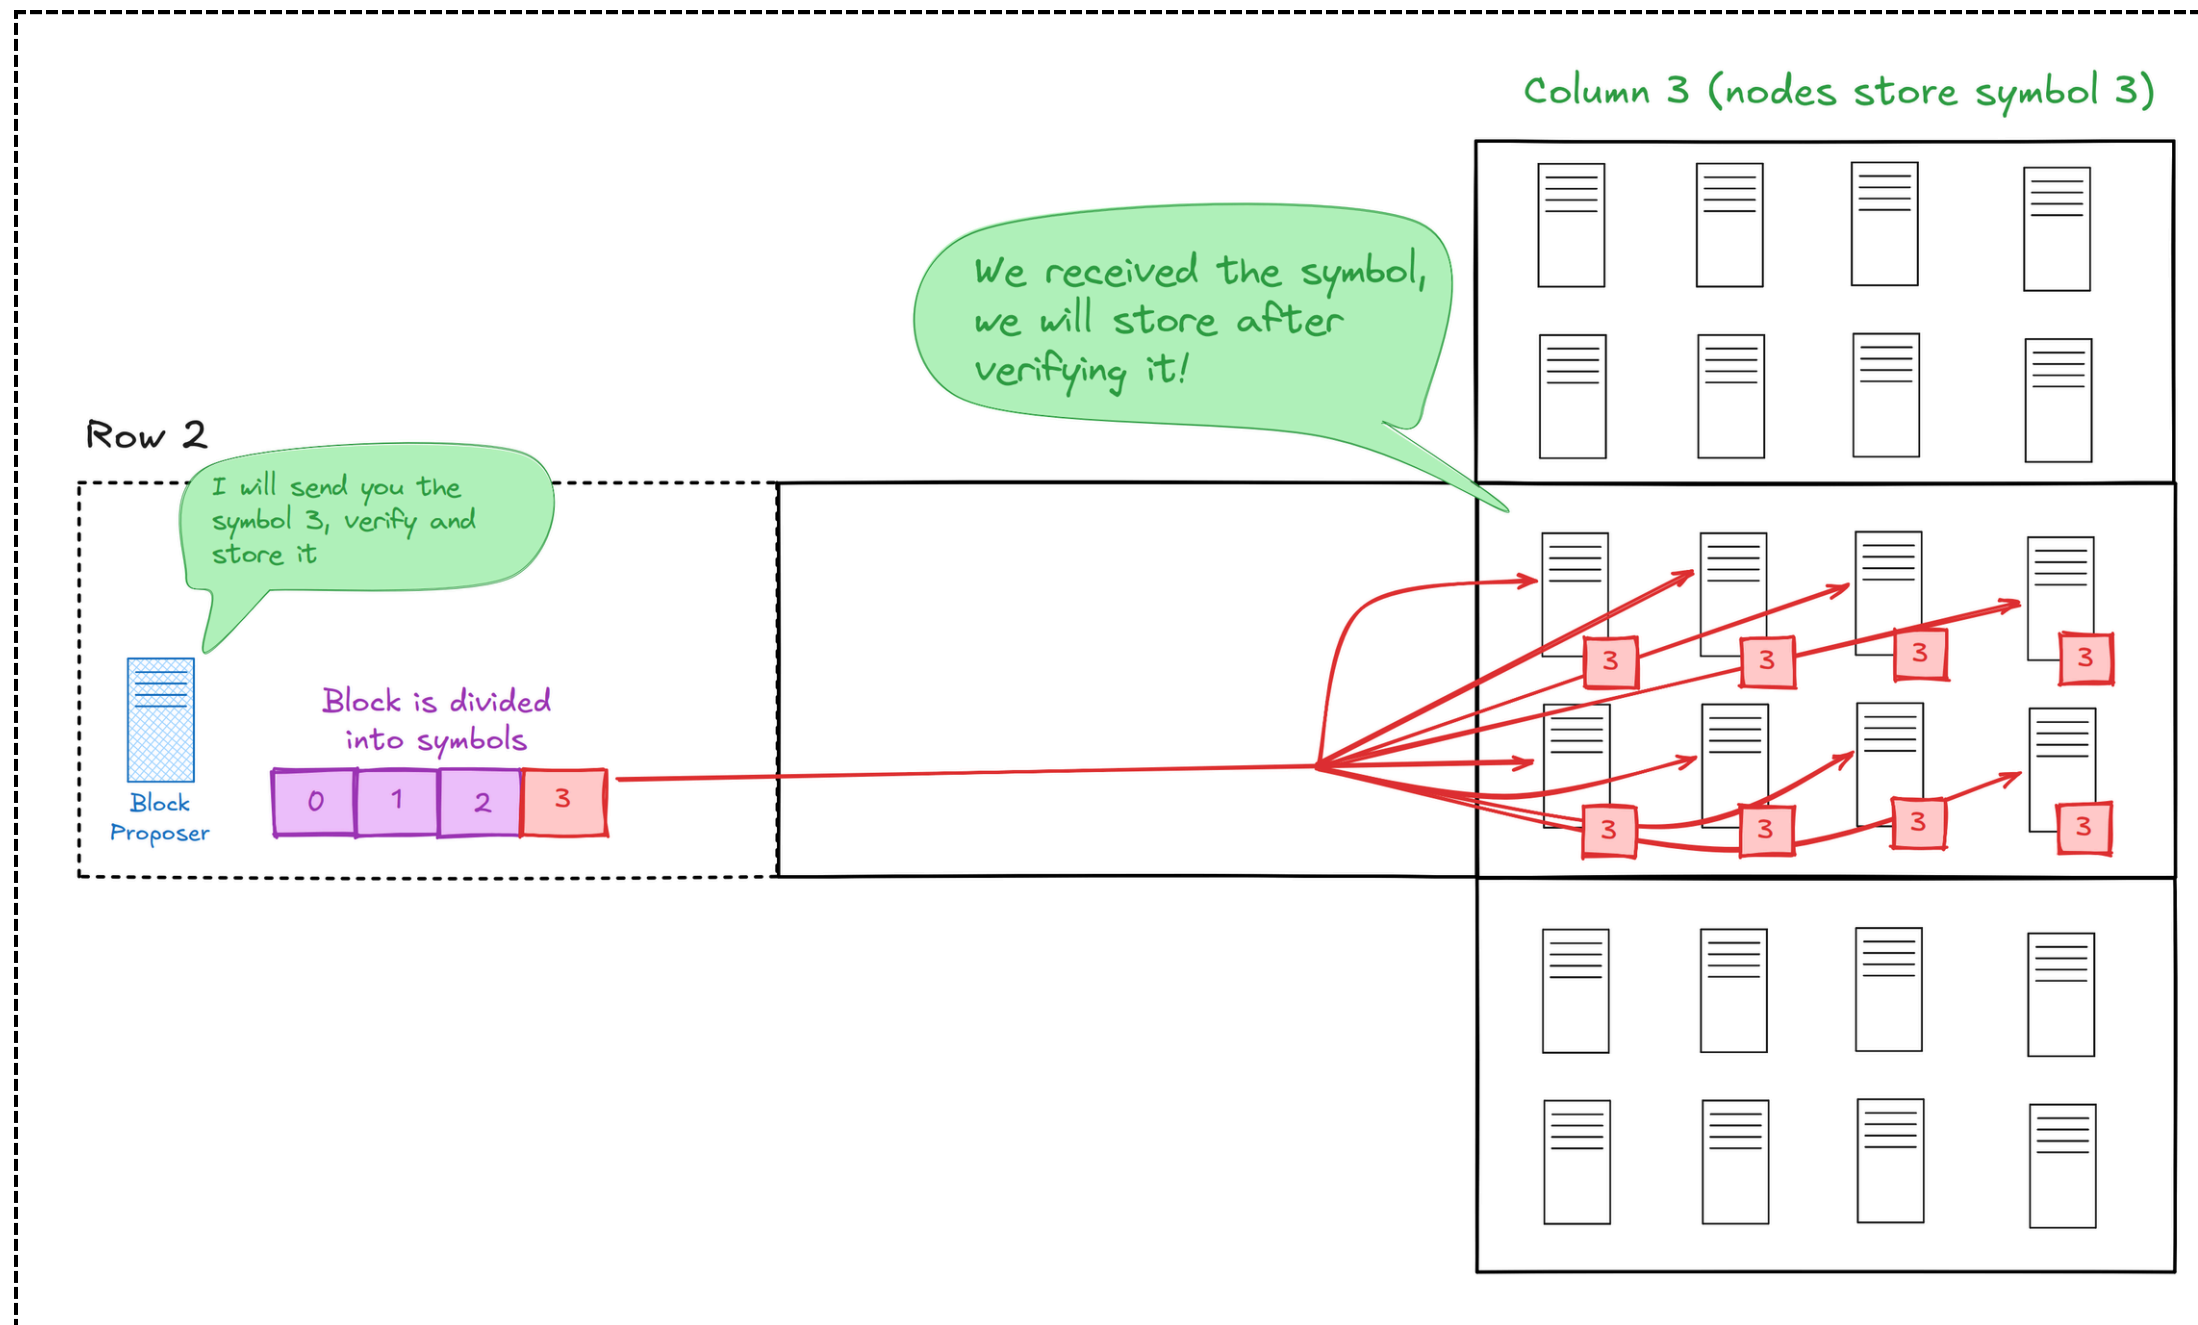 Column 3 (nodes store symbol 3)
We received the symbol,
we will store after
verifying it!
Row 2
I will send you the
symbol 3, verify and
store it
Block is divided
into symbols
0 1 2 3
Block
Proposer
3 3 3 3
3 3 3 3